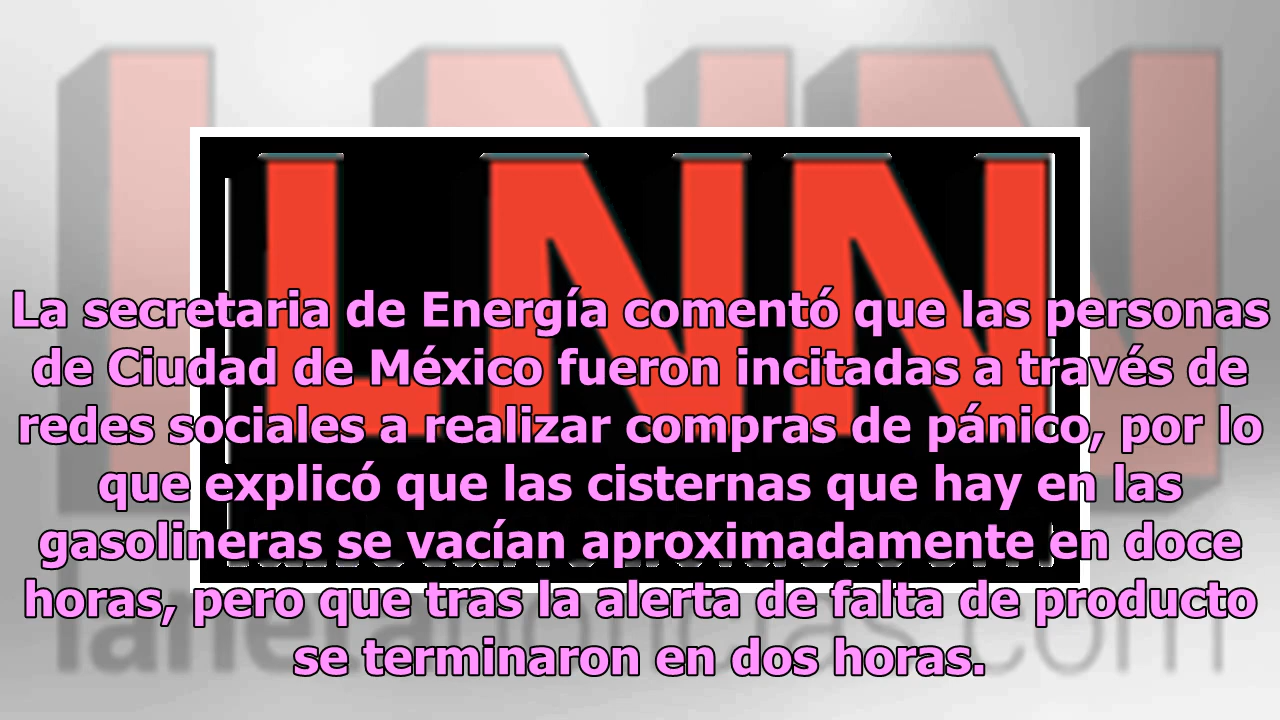 LNN
La secretaria de Energía comentó que las personas
de Ciudad de México fueron incitadas a través de
redes sociales a realizar compras de pánico, por lo
que explicó que las cisternas que hay en las
gasolineras se vacían aproximadamente en doce
horas, pero que tras la alerta de falta de producto
se terminaron en dos horas.